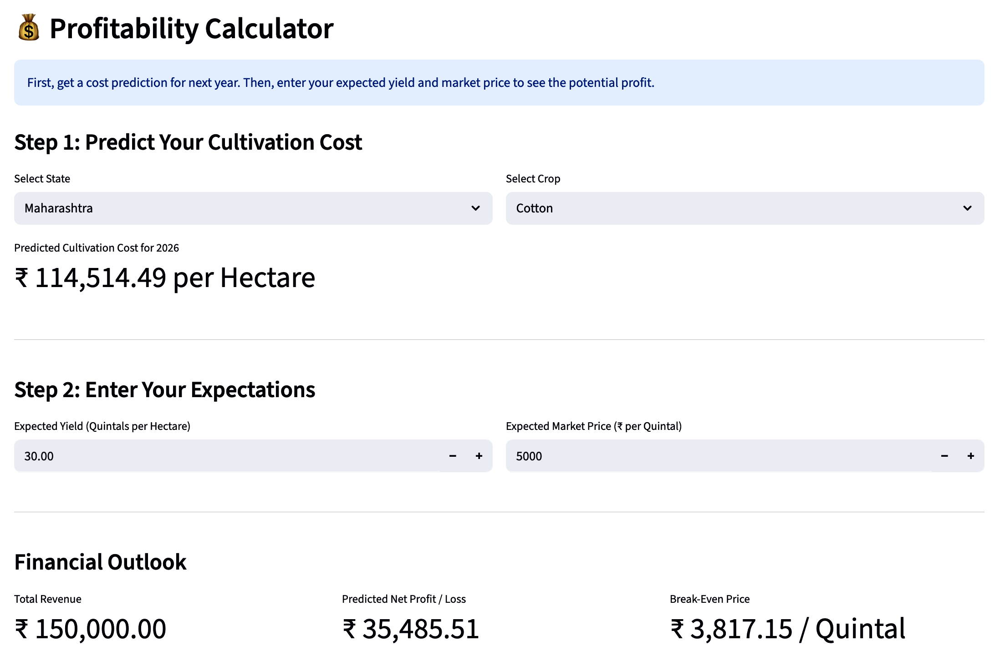 Profitability Calculator
First, get a cost prediction for next year. Then, enter your expected yield and market price to see the potential profit.
Step 1: Predict Your Cultivation Cost
Select State
Select Crop
Maharashtra
Cotton
Predicted Cultivation Cost for 2026
₹ 114,514.49 per Hectare
Step 2: Enter Your Expectations
Expected Yield (Quintals per Hectare)
Expected Market Price (₹ per Quintal)
30.00
5000
Financial Outlook
Total Revenue
Predicted Net Profit / Loss
Break-Even Price
₹ 150,000.00
₹ 35,485.51
₹ 3,817.15 / Quintal